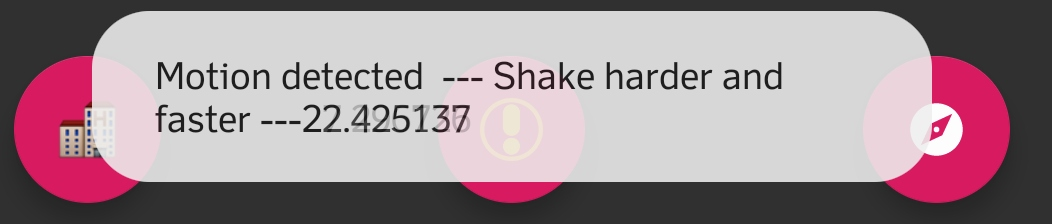 Motion detected  --- Shake harder and
faster ---22.425137